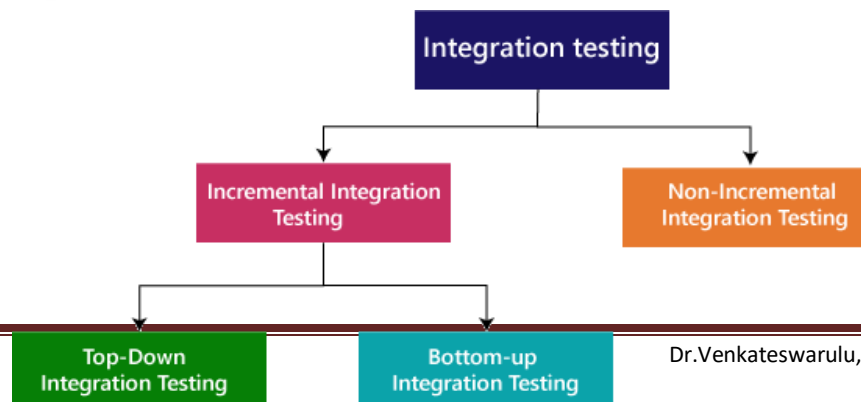 Integration testing
Incremental Integration
Testing
Non-Incremental
Integration Testing
Top-Down
Integration Testing
Bottom-up
Integration Testing
Dr.Venkateswarulu,